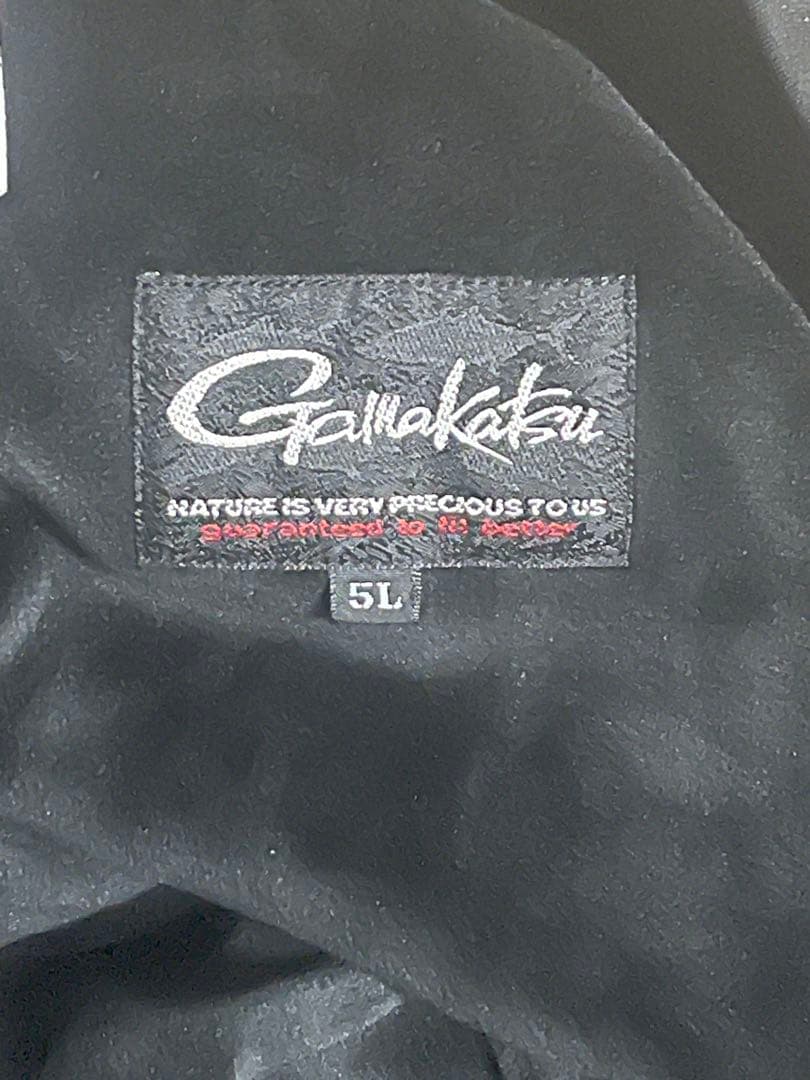 Gamakatsu
NATURE IS VERY PRECIOUS TO US
guaranteed to fit better
5L